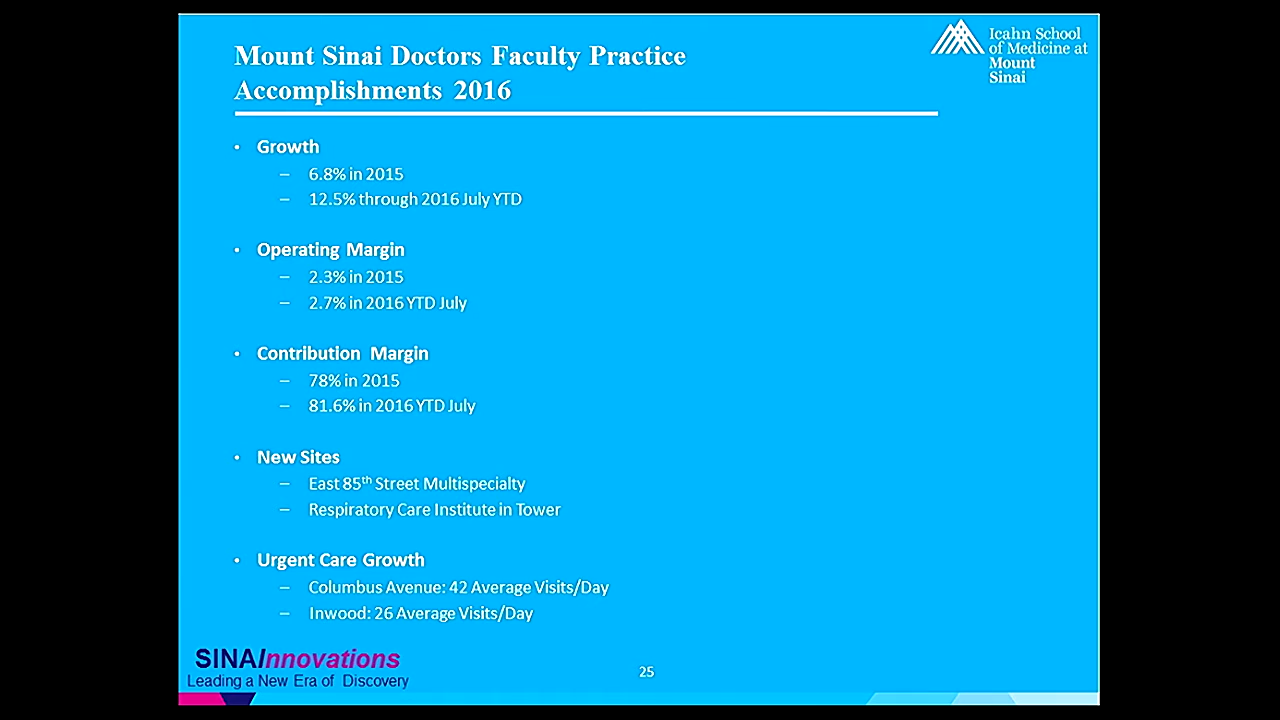 Mount Sinai Doctors Faculty Practice
Accomplishments 2016
Icahn School
of Medicine at
Mount
Sinai
• Growth
– 6.8% in 2015
– 12.5% through 2016 July YTD
• Operating Margin
– 2.3% in 2015
– 2.7% in 2016 YTD July
• Contribution Margin
– 78% in 2015
– 81.6% in 2016 YTD July
• New Sites
– East 85th Street Multispecialty
– Respiratory Care Institute in Tower
• Urgent Care Growth
– Columbus Avenue: 42 Average Visits/Day
– Inwood: 26 Average Visits/Day
SINAInnovations
Leading a New Era of Discovery
25